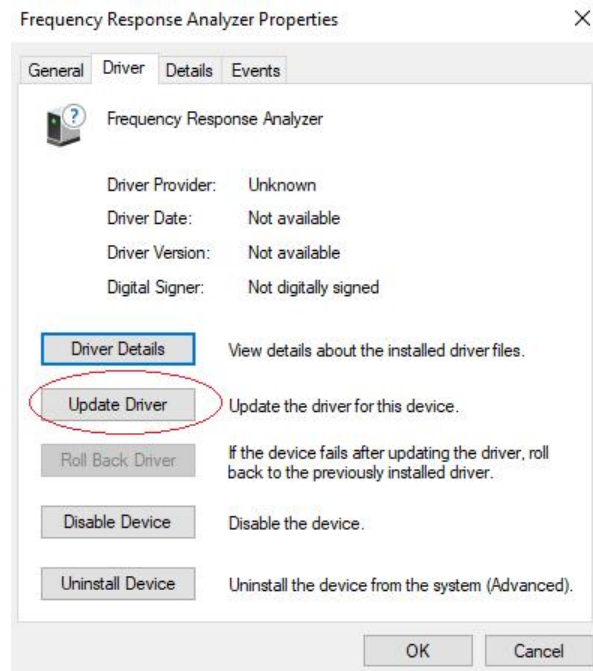 Frequency Response Analyzer Properties
General Driver Details Events
Frequency Response Analyzer
Driver Provider: Unknown
Driver Date: Not available
Driver Version: Not available
Digital Signer: Not digitally signed
Driver Details View details about the installed driver files.
Update Driver Update the driver for this device.
Roll Back Driver If the device fails after updating the driver, roll
back to the previously installed driver.
Disable Device Disable the device.
Uninstall Device Uninstall the device from the system (Advanced).
OK Cancel